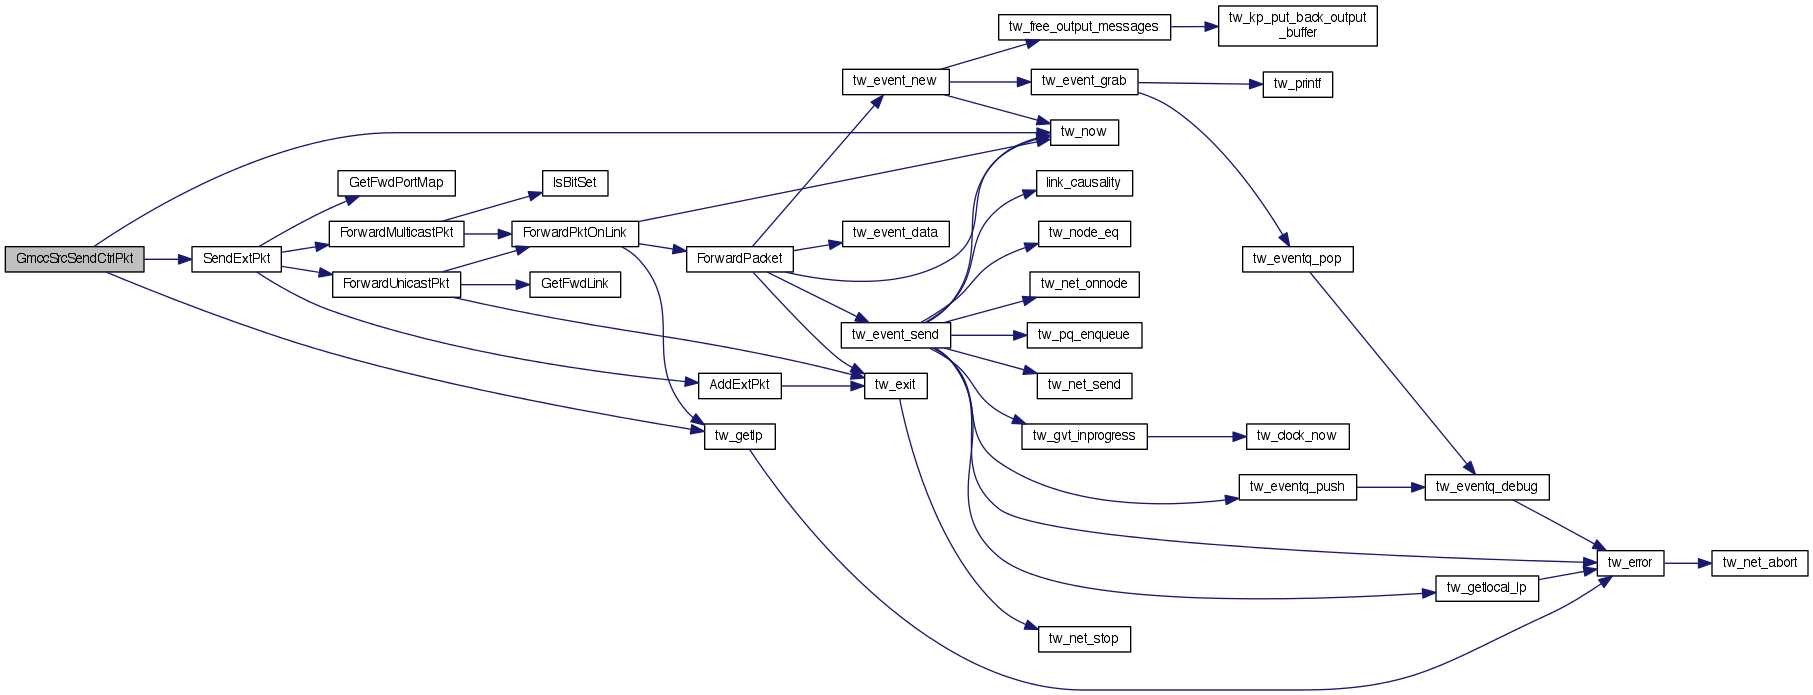 tw_free_output_messages
tw_kp_put_back_output
_buffer
tw_event_new
tw_event_grab
tw_printf
tw_now
GetFwdPortMap
IsBitSet
link_causality
ForwardMulticastPkt
ForwardPktOnLink
tw_event_data
tw_node_eq
GmccSrcSendCtrlPkt
SendExtPkt
ForwardPacket
tw_eventq_pop
ForwardUnicastPkt
GetFwdLink
tw_net_onnode
tw_event_send
tw_pq_enqueue
AddExtPkt
tw_exit
tw_net_send
tw_getlp
tw_gvt_inprogress
tw_clock_now
tw_eventq_push
tw_eventq_debug
tw_error
tw_net_abort
tw_getlocal_lp
tw_net_stop